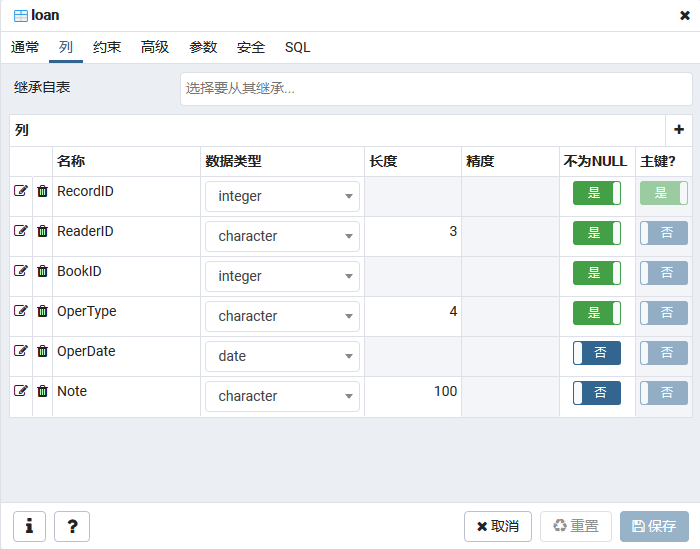 loan
通常 列 约束 高级 参数 安全 SQL
继承自表 选择要从其继承...
列
名称 数据类型 长度 精度 不为NULL 主键?
RecordID integer 是 是
ReaderID character 3 是 否
BookID integer 是 否
OperType character 4 是 否
OperDate date 否 否
Note character 100 否 否
i ? 取消 重置 保存